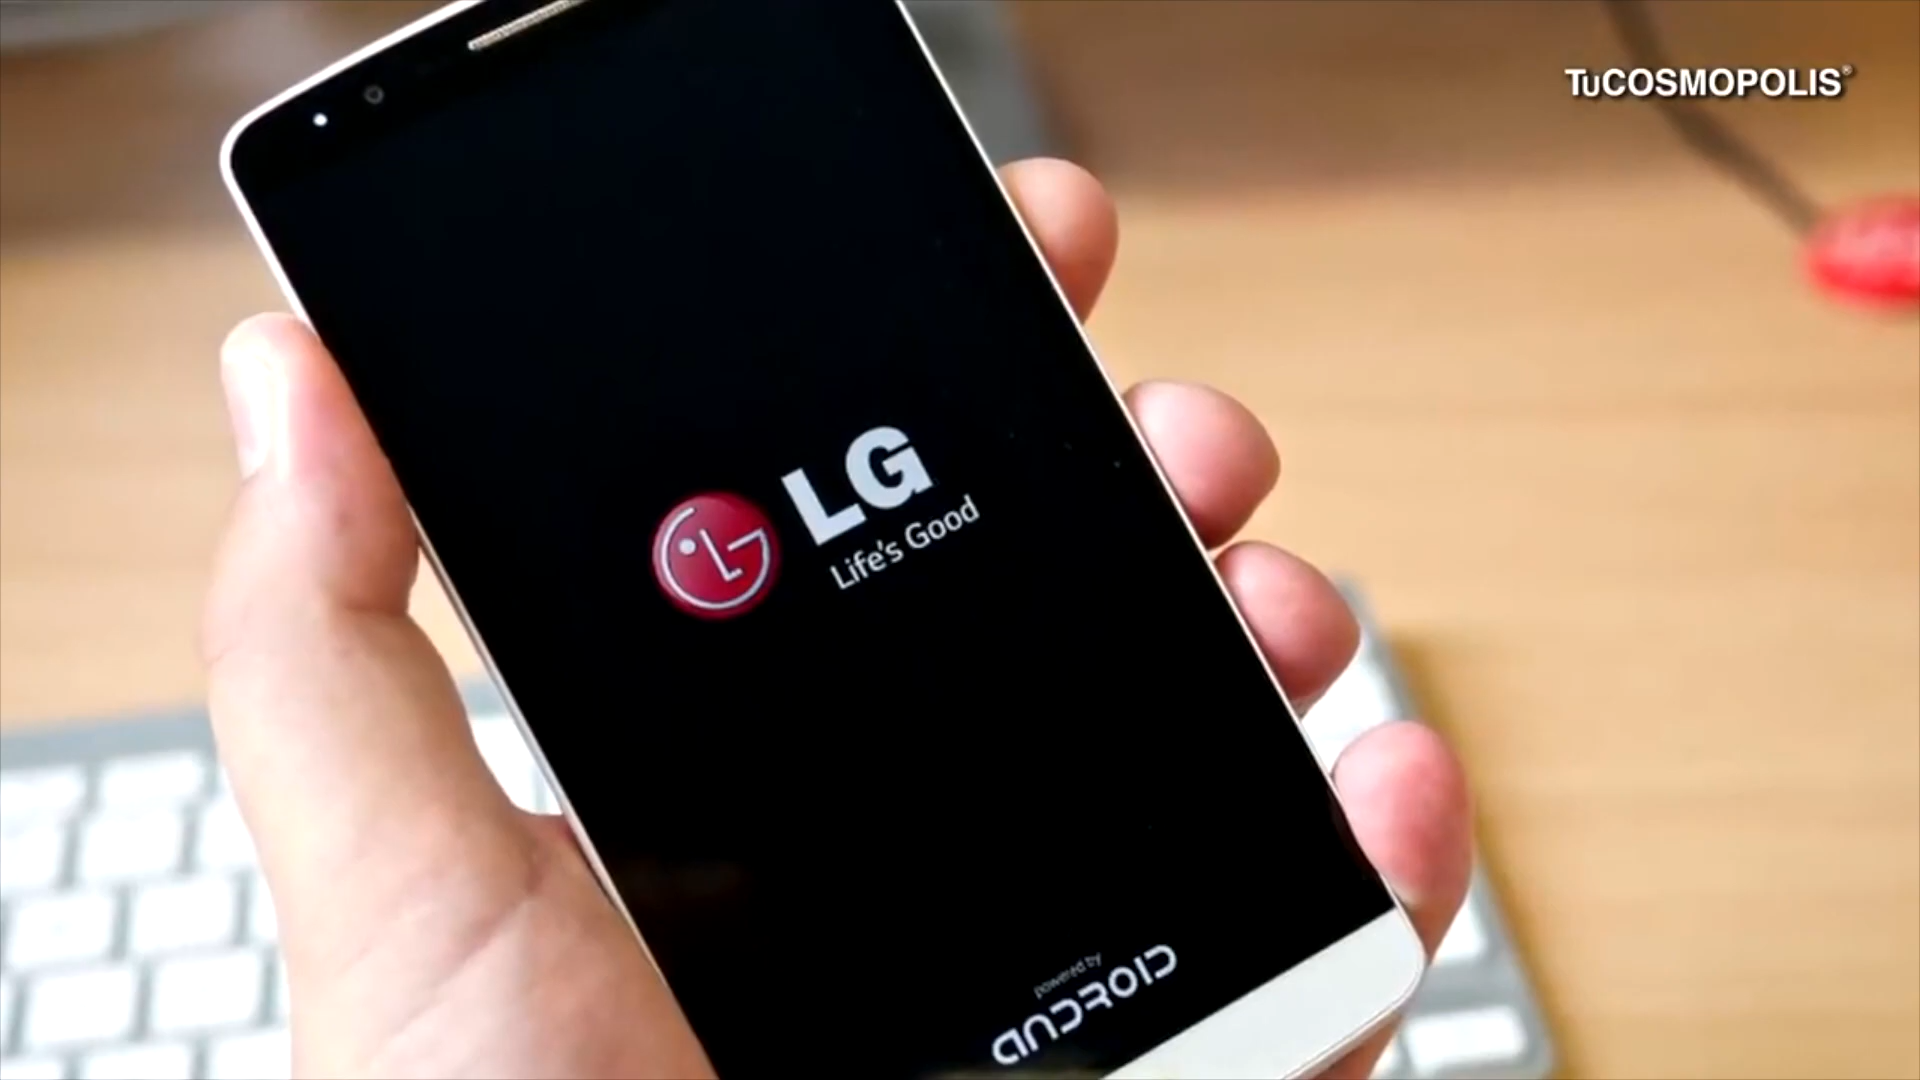 TuCOSMOPOLIS®
LG
Life's Good
powered by
ANDROID